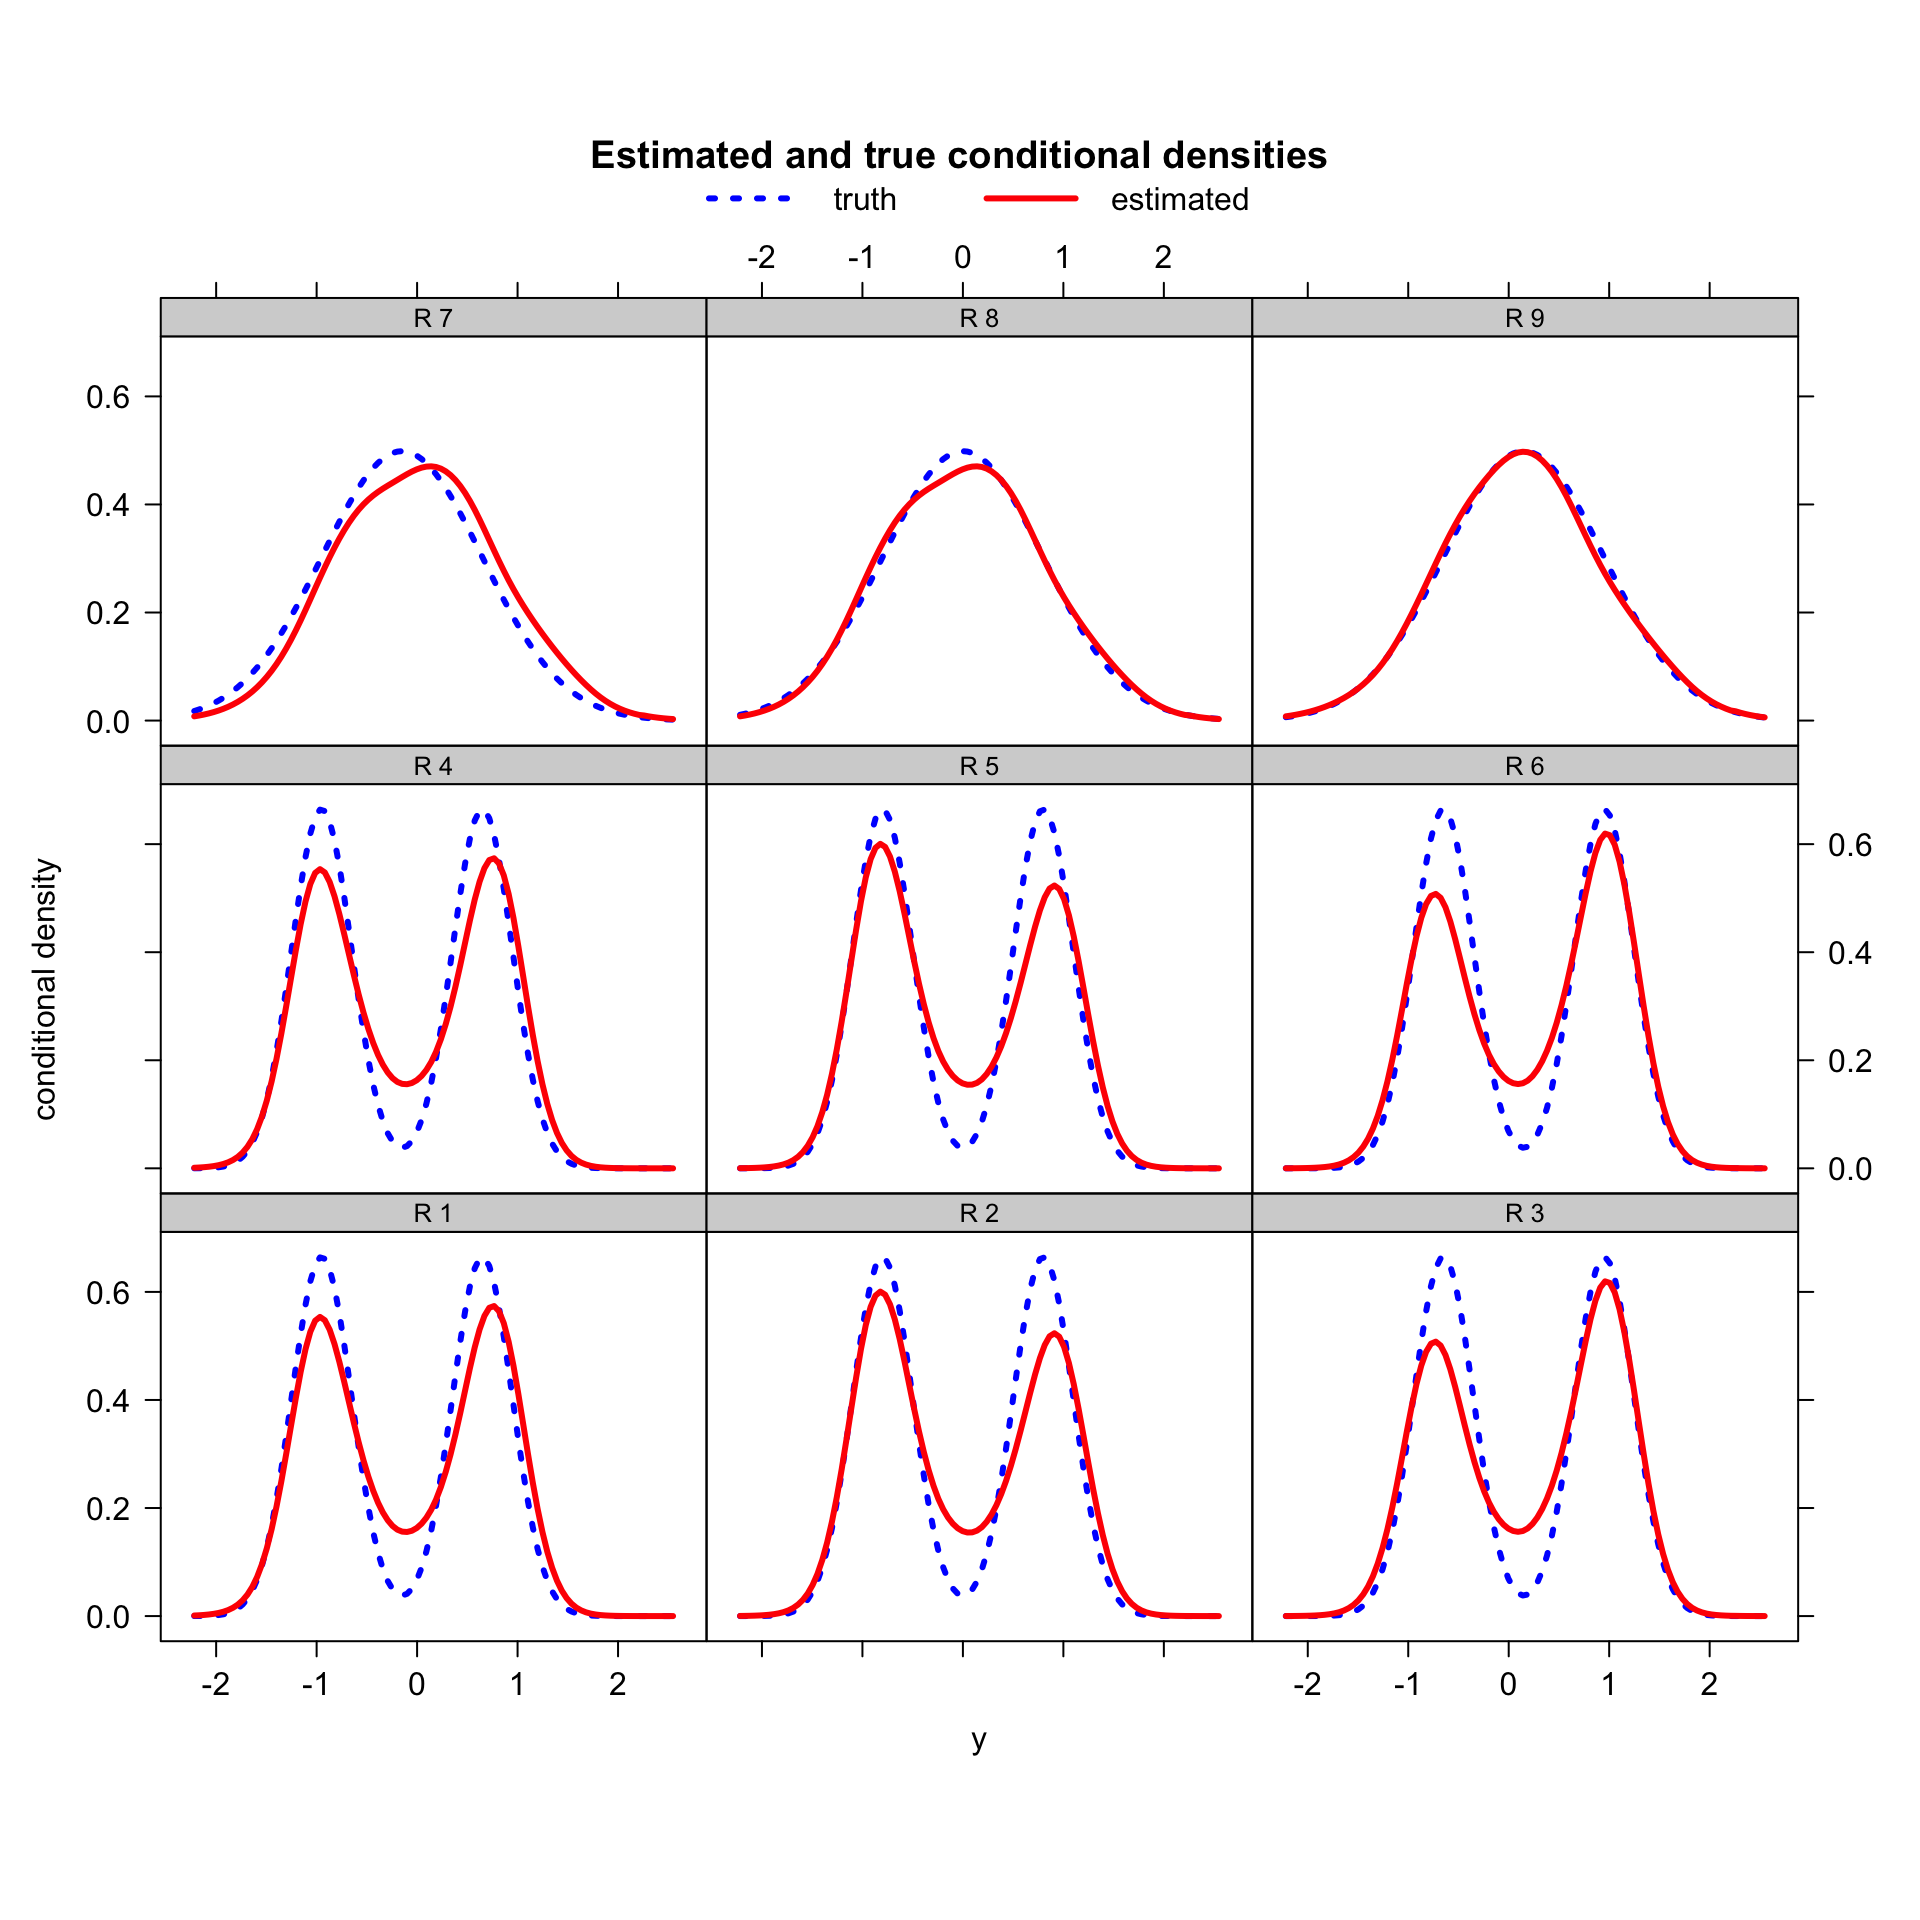 Estimated and true conditional densities
truth estimated
-2 -1 0 1 2
R 7 R 8 R 9
0.6
0.4
0.2
0.0
R 4 R 5 R 6
0.6
0.4
0.2
0.0
conditional density
R 1 R 2 R 3
0.6
0.4
0.2
0.0
-2 -1 0 1 2 -2 -1 0 1 2
y